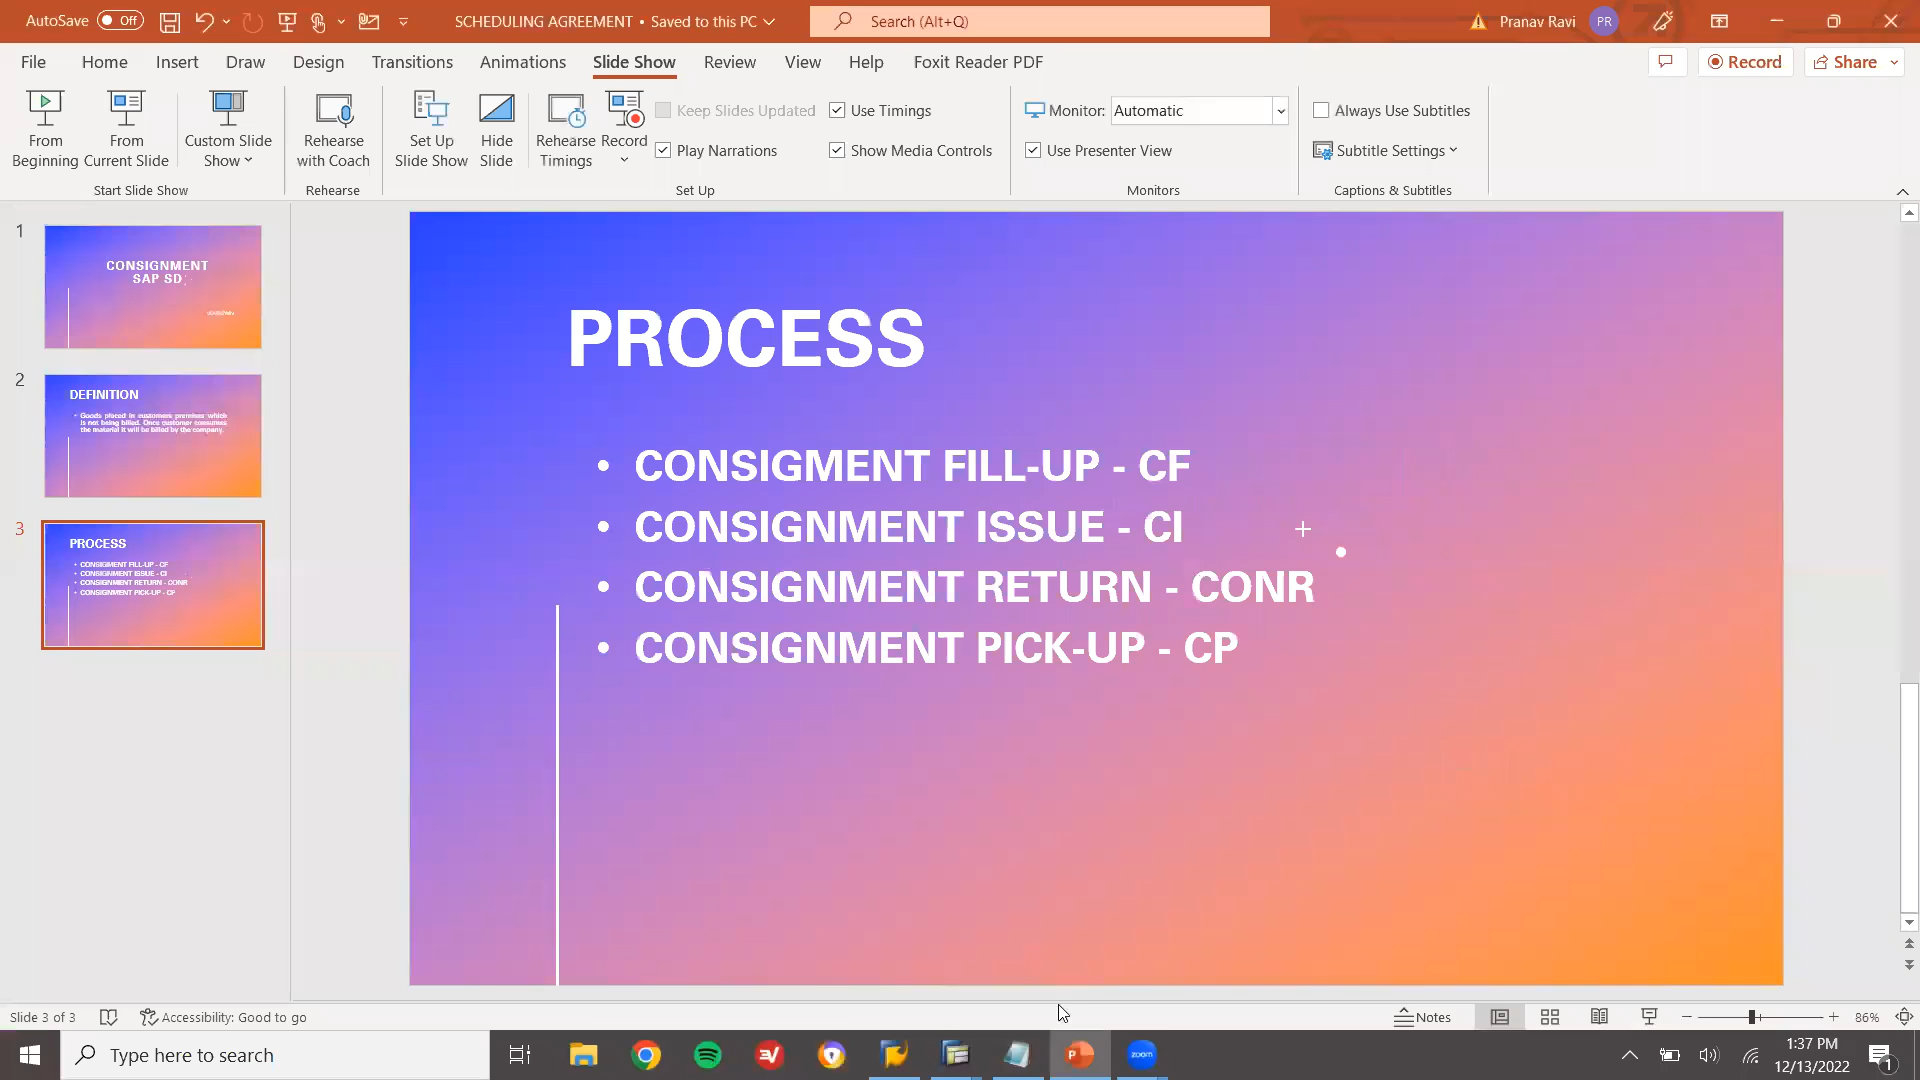 AutoSave Off SCHEDULING AGREEMENT • Saved to this PC Search (Alt+Q) Pranav Ravi PR
File Home Insert Draw Design Transitions Animations Slide Show Review View Help Foxit Reader PDF Record Share
Keep Slides Updated Use Timings Monitor: Automatic Always Use Subtitles
From Beginning
From Current Slide
Custom Slide Show
Rehearse with Coach
Set Up Slide Show
Hide Slide
Rehearse Timings
Record
Play Narrations Show Media Controls Use Presenter View Subtitle Settings
Start Slide Show Rehearse Set Up Monitors Captions & Subtitles
1
CONSIGNMENT
SAP SD
2
DEFINITION
• Goods placed in customers premises which
is not being billed. Once customer consumes
the material it will be billed by the company.
3
PROCESS
• CONSIGMENT FILL-UP - CF
• CONSIGNMENT ISSUE - CI
• CONSIGNMENT RETURN - CONR
• CONSIGNMENT PICK-UP - CP
PROCESS
• CONSIGMENT FILL-UP - CF
• CONSIGNMENT ISSUE - CI
• CONSIGNMENT RETURN - CONR
• CONSIGNMENT PICK-UP - CP
Slide 3 of 3 Accessibility: Good to go Notes 86%
Type here to search
zoom
1:37 PM
12/13/2022
1